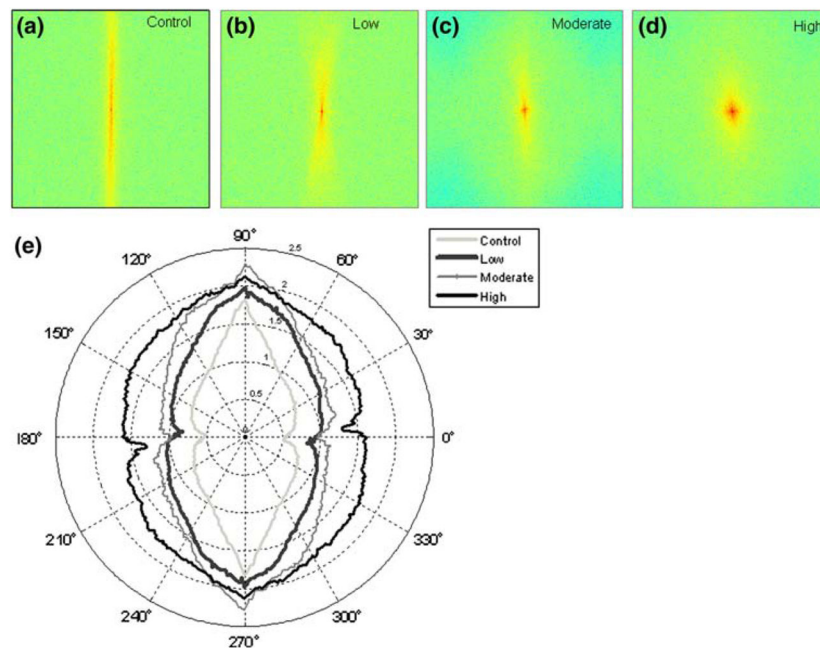 (a) Control
(b) Low
(c) Moderate
(d) High
(e)
90°
120°
60°
150°
30°
180°
0°
210°
330°
240°
300°
270°
2.5
2
1.5
1
0.5
Control
Low
Moderate
High